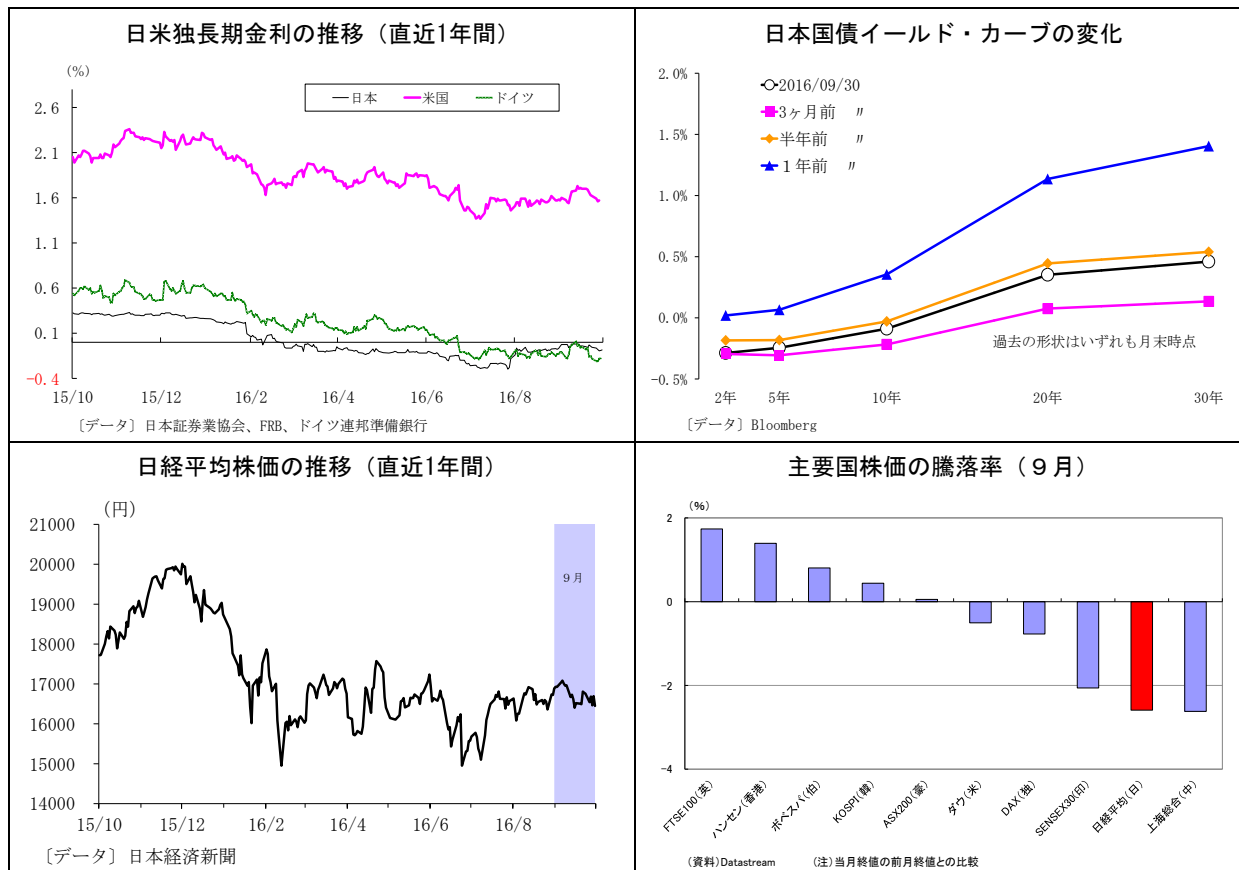 日米独長期金利の推移（直近1年間）
(%)
日本 米国 ドイツ
2.6
2.1
1.6
1.1
0.6
0.1
-0.4
15/10 15/12 16/2 16/4 16/6 16/8
〔データ〕日本証券業協会、FRB、ドイツ連邦準備銀行
日本国債イールド・カーブの変化
2.0%
1.5%
1.0%
0.5%
0.0%
-0.5%
2016/09/30
3ヶ月前 〃
半年前 〃
1年前 〃
過去の形状はいずれも月末時点
2年 5年 10年 20年 30年
〔データ〕Bloomberg
日経平均株価の推移（直近1年間）
(円)
21000
20000
19000
18000
17000
16000
15000
14000
9月
15/10 15/12 16/2 16/4 16/6 16/8
〔データ〕日本経済新聞
主要国株価の騰落率（９月）
(%)
2
0
-2
-4
FTSE100(英) ハンセン(香港) ボベスパ(伯) KOSPI(韓) ASX200(豪) ダウ(米) DAX(独) SENSEX30(印) 日経平均(日) 上海総合(中)
(資料)Datastream (注)当月終値の前月終値との比較